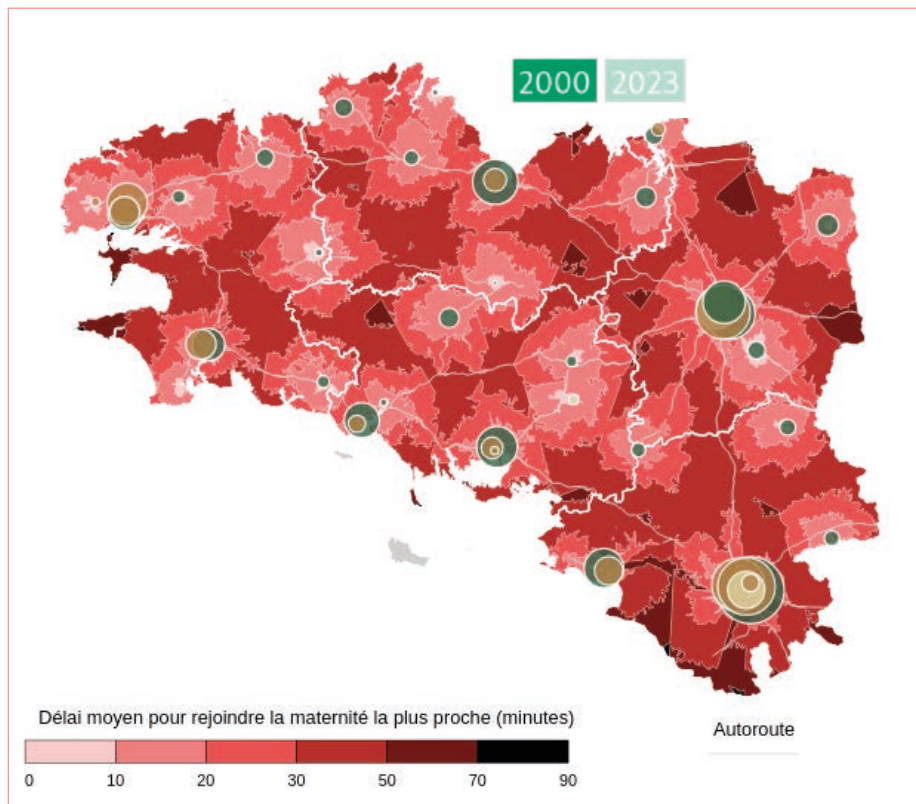 2000 2023
Délai moyen pour rejoindre la maternité la plus proche (minutes)
Autoroute
0 10 20 30 50 70 90